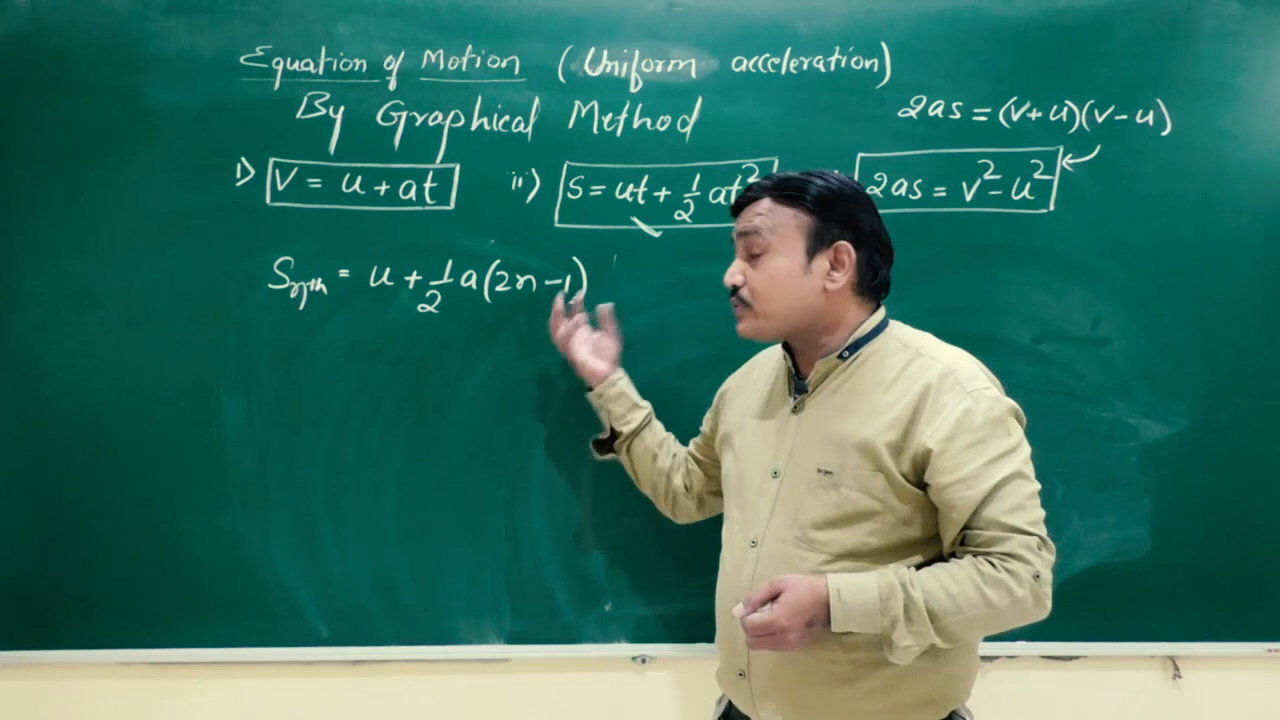 Equation of Motion (Uniform acceleration)
By Graphical Method
2as = (v+u)(v-u)
i) V = u + at
ii) S = ut + 1/2 at²
2as = v² - u²
Snth = u + 1/2 a(2n-1)